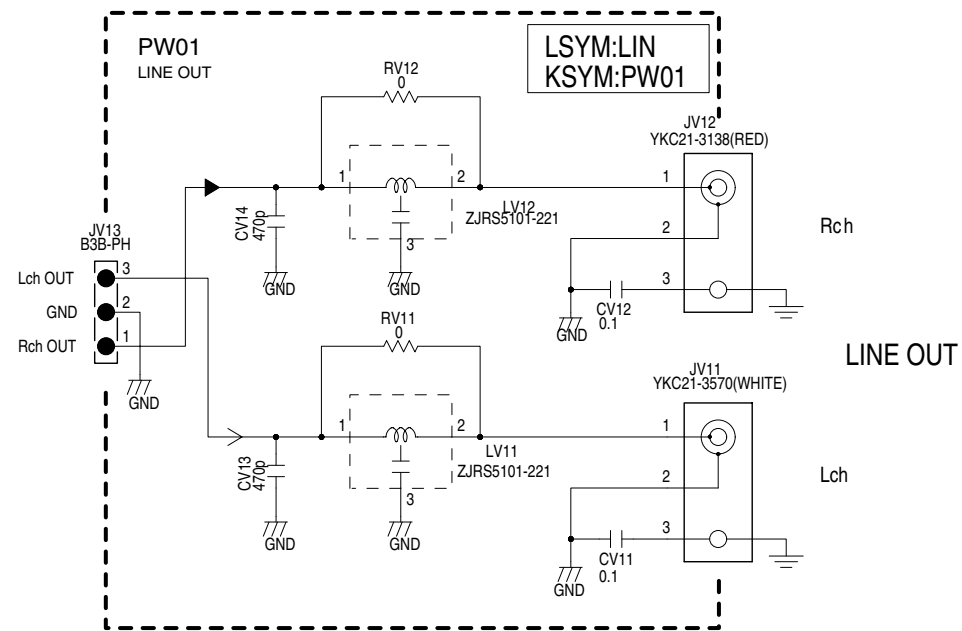 PW01
LINE OUT
LSYM:LIN
KSYM:PW01
RV12
0
JV12
YKC21-3138(RED)
1
2
1
LV12
ZJRS5101-221
CV14
470p
3
2
Rch
JV13
B3B-PH
Lch OUT
3
GND
GND
3
CV12
0.1
GND
GND
2
RV11
0
Rch OUT
1
LINE OUT
GND
JV11
YKC21-3570(WHITE)
1
2
1
LV11
ZJRS5101-221
CV13
470p
3
2
Lch
GND
GND
3
CV11
0.1
GND